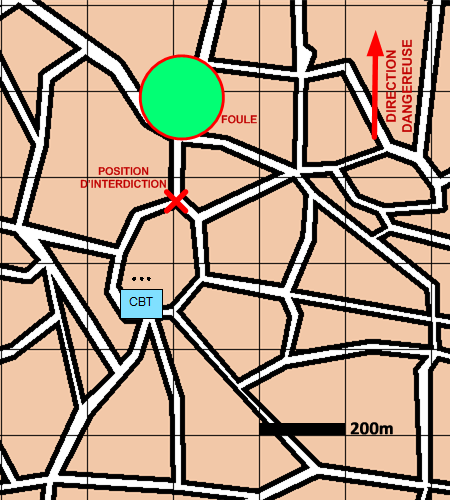 DIRECTION
DANGEREUSE
FOULE
POSITION
D'INTERDICTION
...
CBT
200m